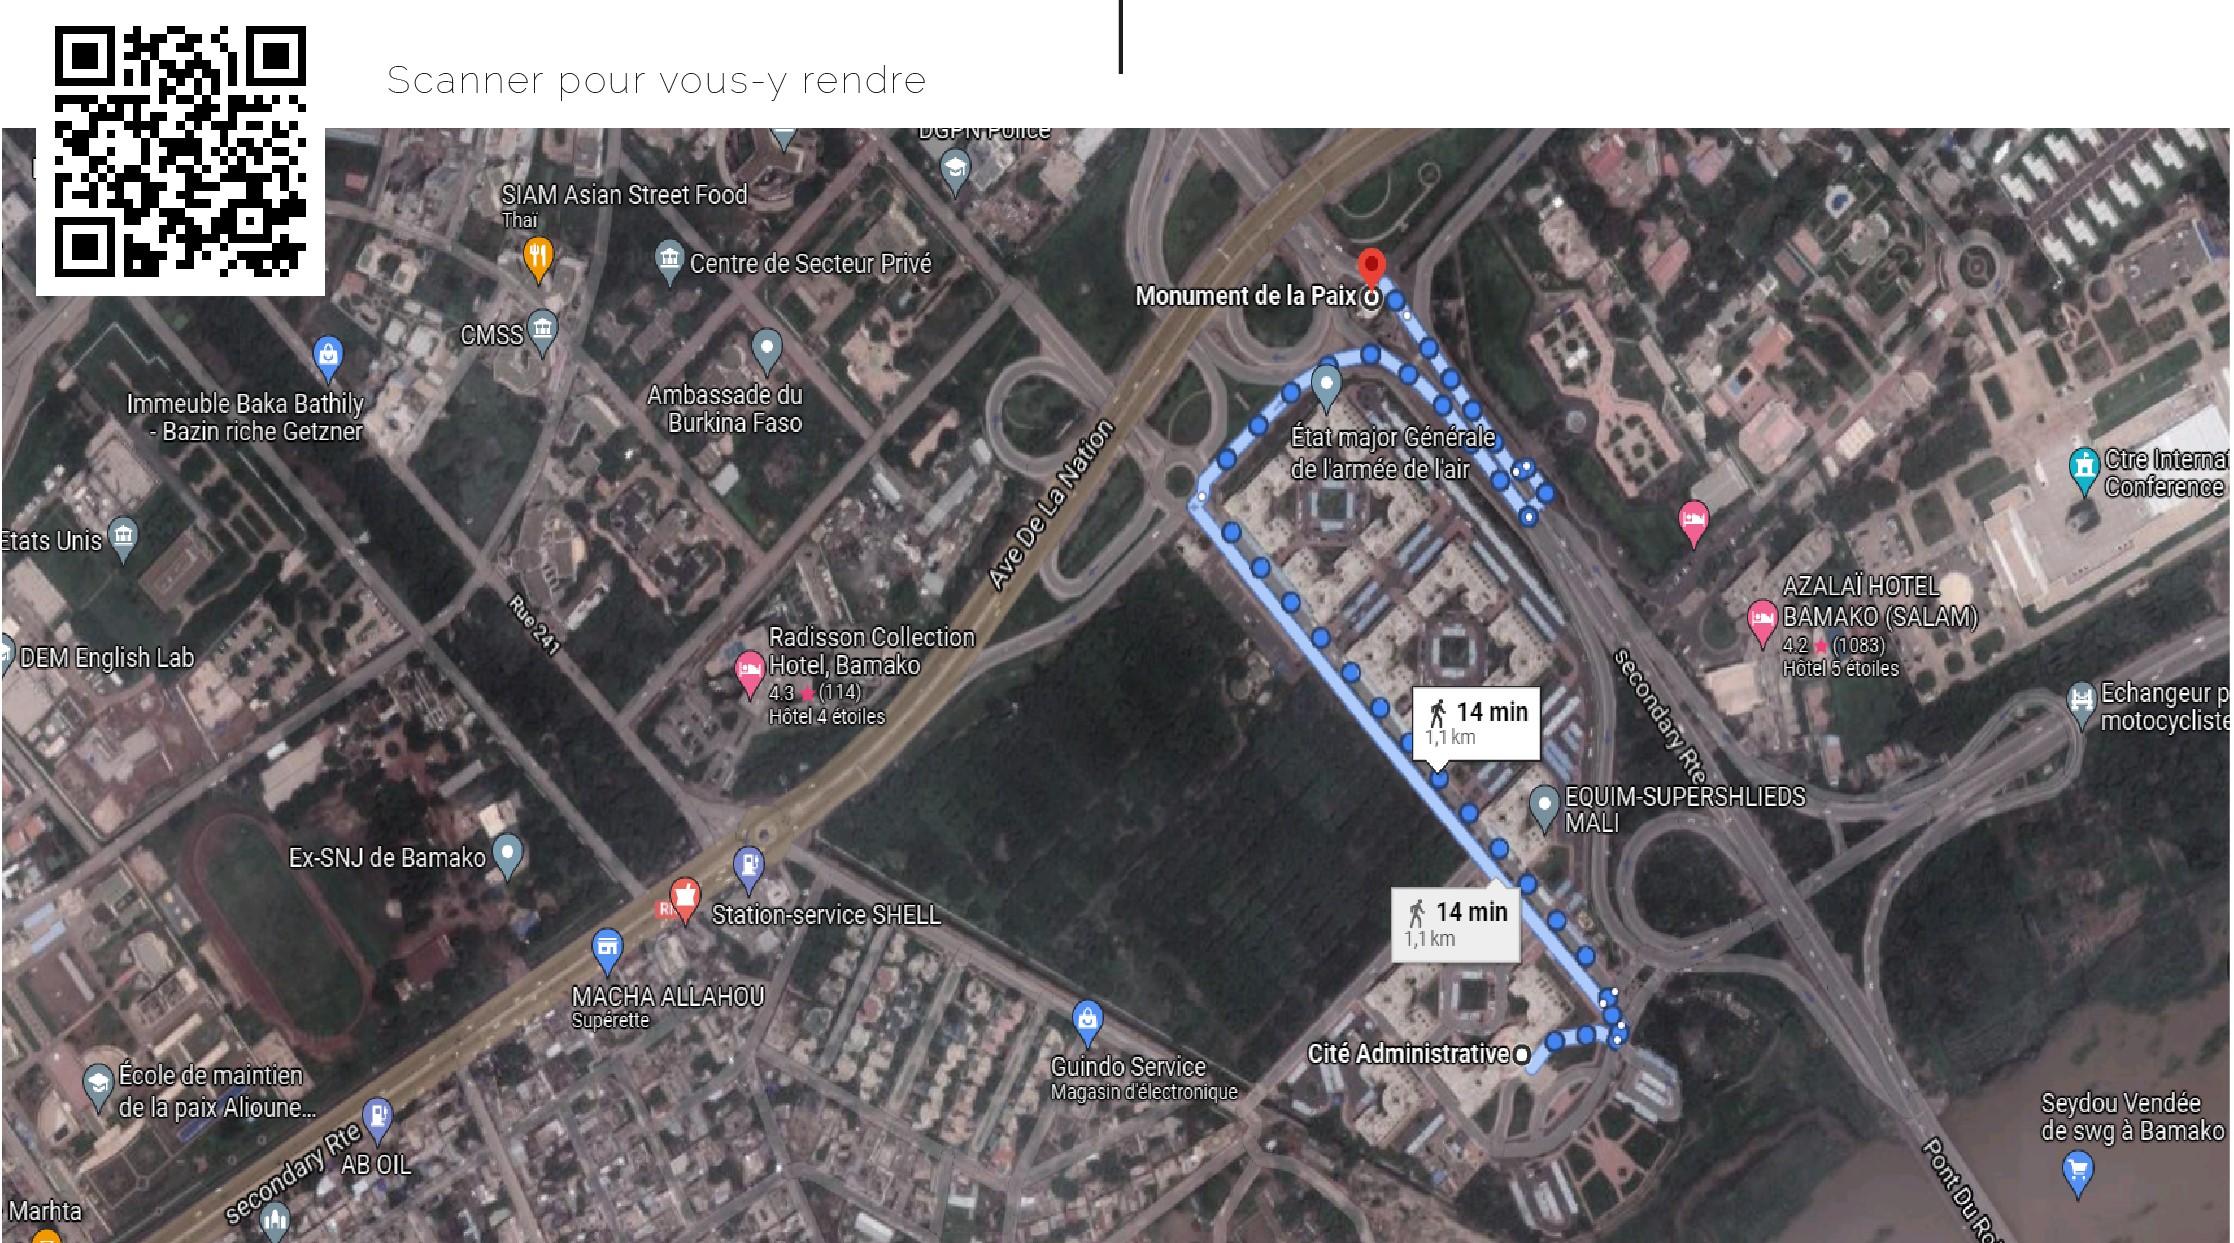 Scanner pour vous-y rendre
DGPN Police
SIAM Asian Street Food
Thaï
Centre de Secteur Privé
Monument de la Paix
CMSS
Immeuble Baka Bathily
- Bazin riche Getzner
Ambassade du
Burkina Faso
État major Générale
de l'armée de l'air
Ave De La Nation
Ctre
Conference
Etats Unis
AZALAÏ HOTEL
BAMAKO (SALAM)
4.2 ★ (1083)
Hôtel 5 étoiles
Rue 241
DEM English Lab
Radisson Collection
Hotel, Bamako
4.3 ★ (114)
Hôtel 4 étoiles
secondary Rte
Echangeur
14 min
1,1 km
EQUIM-SUPERSHLIEDS
MALI
Ex-SNJ de Bamako
Station-service SHELL
14 min
1,1 km
MACHA ALLAHOU
Supérette
Guindo Service
Magasin d'électronique
Cité Administrative
École de maintien
de la paix Alioune...
secondary Rte
AB OIL
Seydou Vendée
de swg à Bamako
Pont Du
Marhta